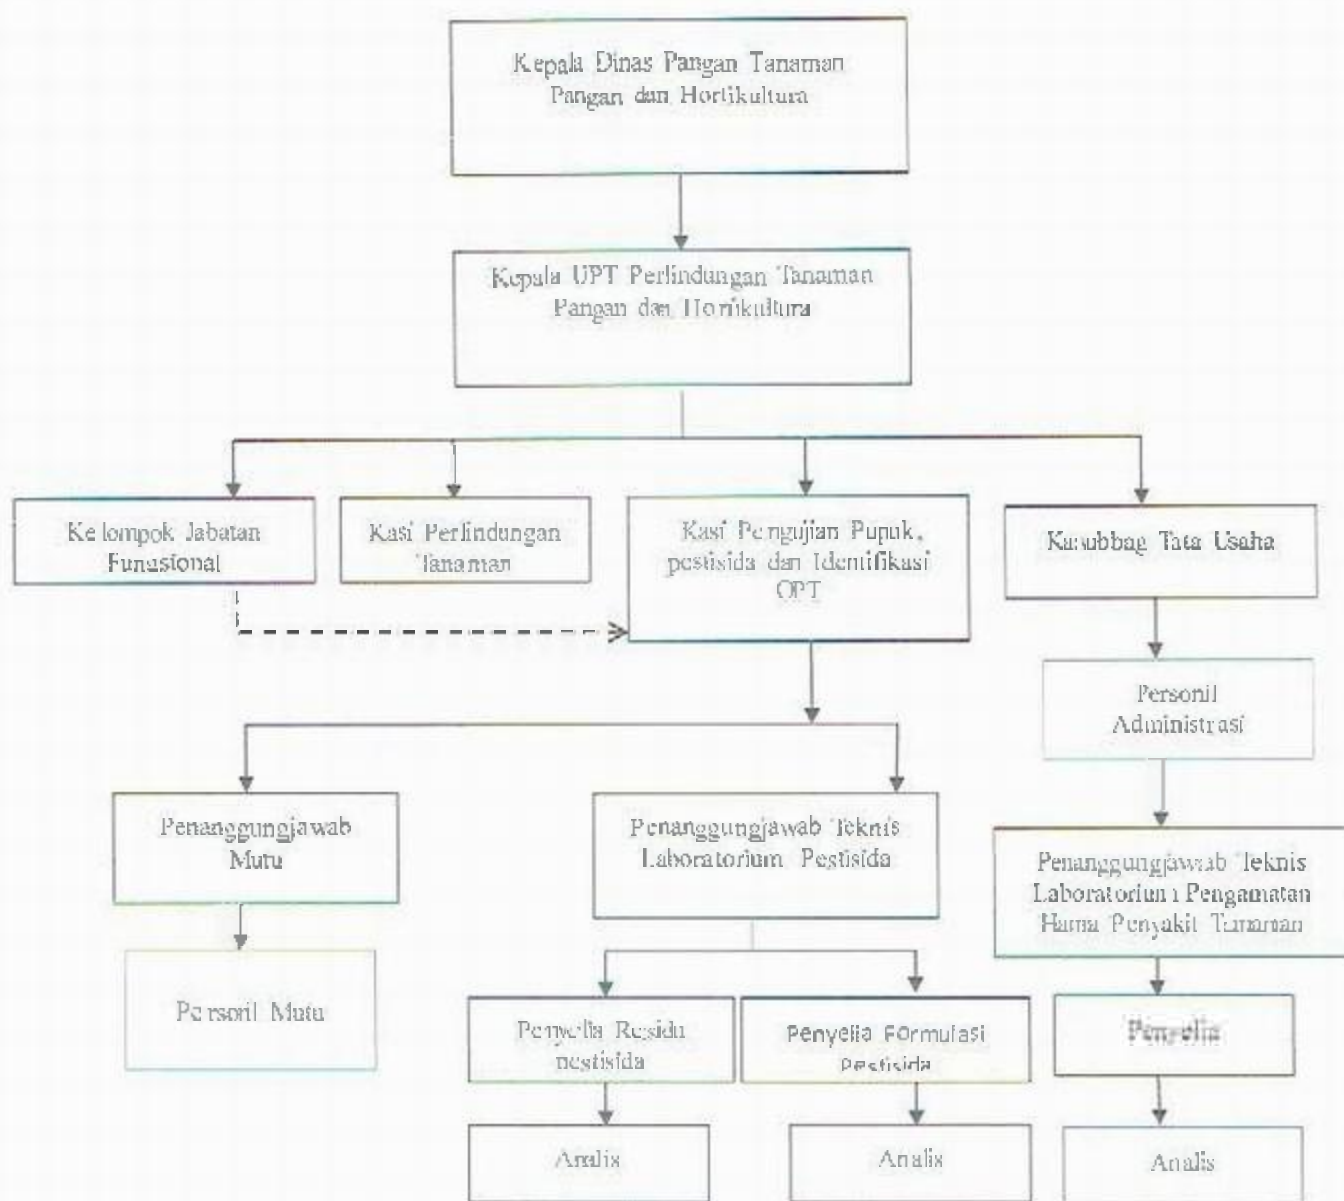 Kepala Dinas Pangan Tanaman
Pangan dan Hortikultura
Kepala UPT Perlindungan Tanaman
Pangan dan Hortikultura
Kelompok Jabatan
Fungsional
Kasi Perlindungan
Tanaman
Kasi Pengujian Pupuk,
pestisida dan Identifikasi
OPT
Kasubbag Tata Usaha
Personil
Administrasi
Penanggungjawab
Mutu
Penanggungjawab Teknis
Laboratorium Pestisida
Penanggungjawab Teknis
Laboratorium Pengamatan
Hama Penyakit Tanaman
Personil Mutu
Penyelia Residu
pestisida
Penyelia Formulasi
Pestisida
Penyelia
Analis
Analis
Analis